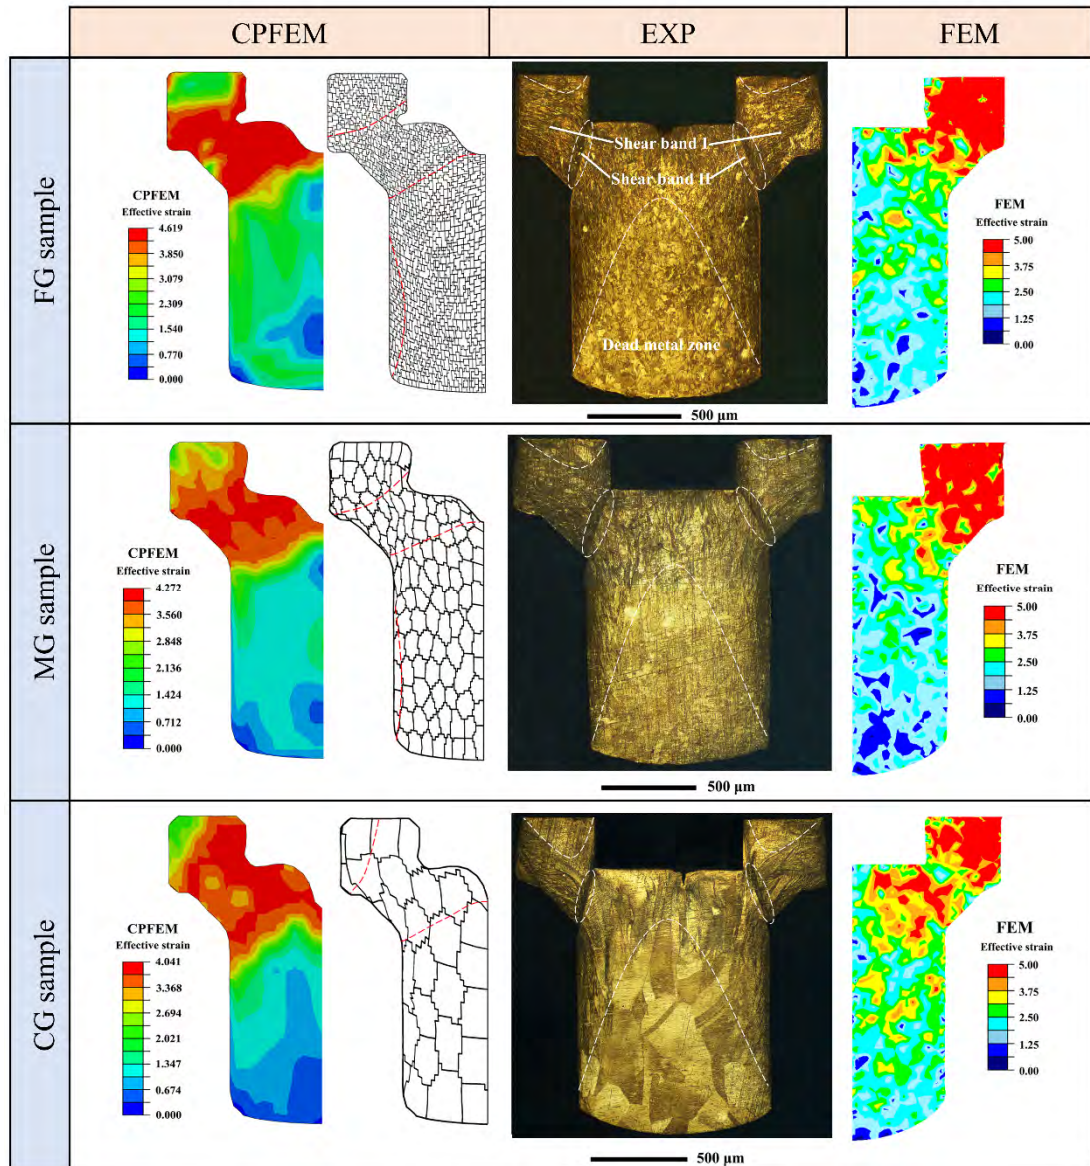 CPFEM
EXP
FEM
FG sample
CPFEM
Effective strain
4.619
3.850
3.079
2.309
1.540
0.770
0.000
Shear band I
Shear band II
Dead metal zone
500 μm
FEM
Effective strain
5.00
3.75
2.50
1.25
0.00
MG sample
CPFEM
Effective strain
4.272
3.560
2.848
2.136
1.424
0.712
0.000
500 μm
FEM
Effective strain
5.00
3.75
2.50
1.25
0.00
CG sample
CPFEM
Effective strain
4.041
3.368
2.694
2.021
1.347
0.674
0.000
500 μm
FEM
Effective strain
5.00
3.75
2.50
1.25
0.00